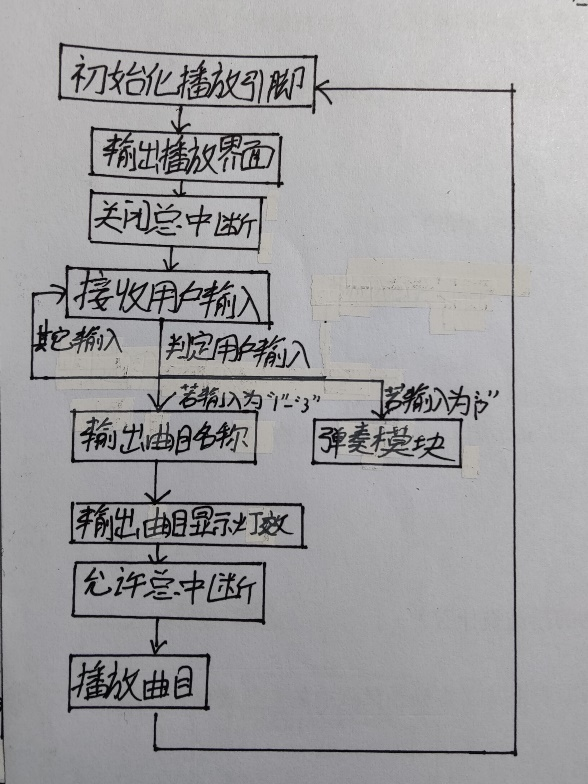 初始化播放引脚
输出播放界面
关闭总中断
接收用户输入
其它输入
判定用户输入
若输入为"1"-"3"
若输入为"p"
输出曲目名称
弹奏模块
输出曲目显示灯效
允许总中断
播放曲目